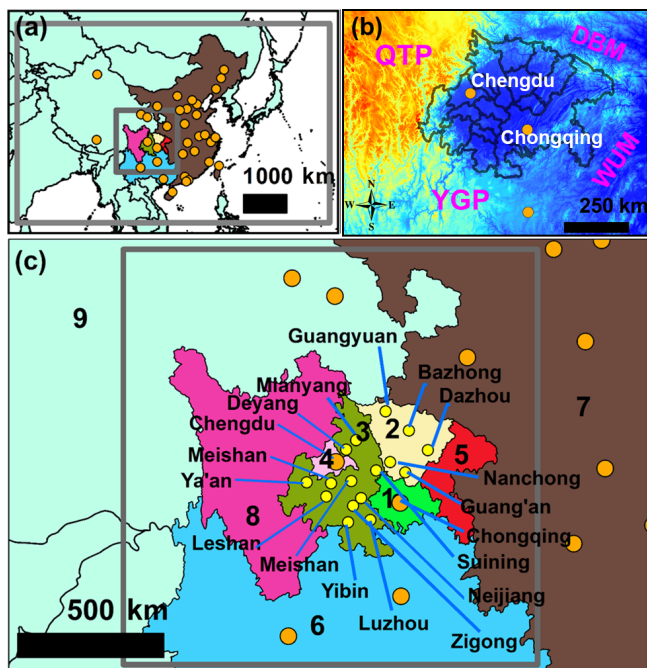 (a)
1000 km
(b)
QTP
DBM
Chengdu
Chongqing
WUM
YGP
N
W E
S
250 km
(c)
9
Guangyuan
Bazhong
Mianyang
Dazhou
Deyang
7
Chengdu
3
2
5
4
Meishan
Nanchong
Ya'an
Guang'an
1
8
Chongqing
Leshan
Suining
Meishan
Neijiang
Yibin
500 km
6
Luzhou
Zigong